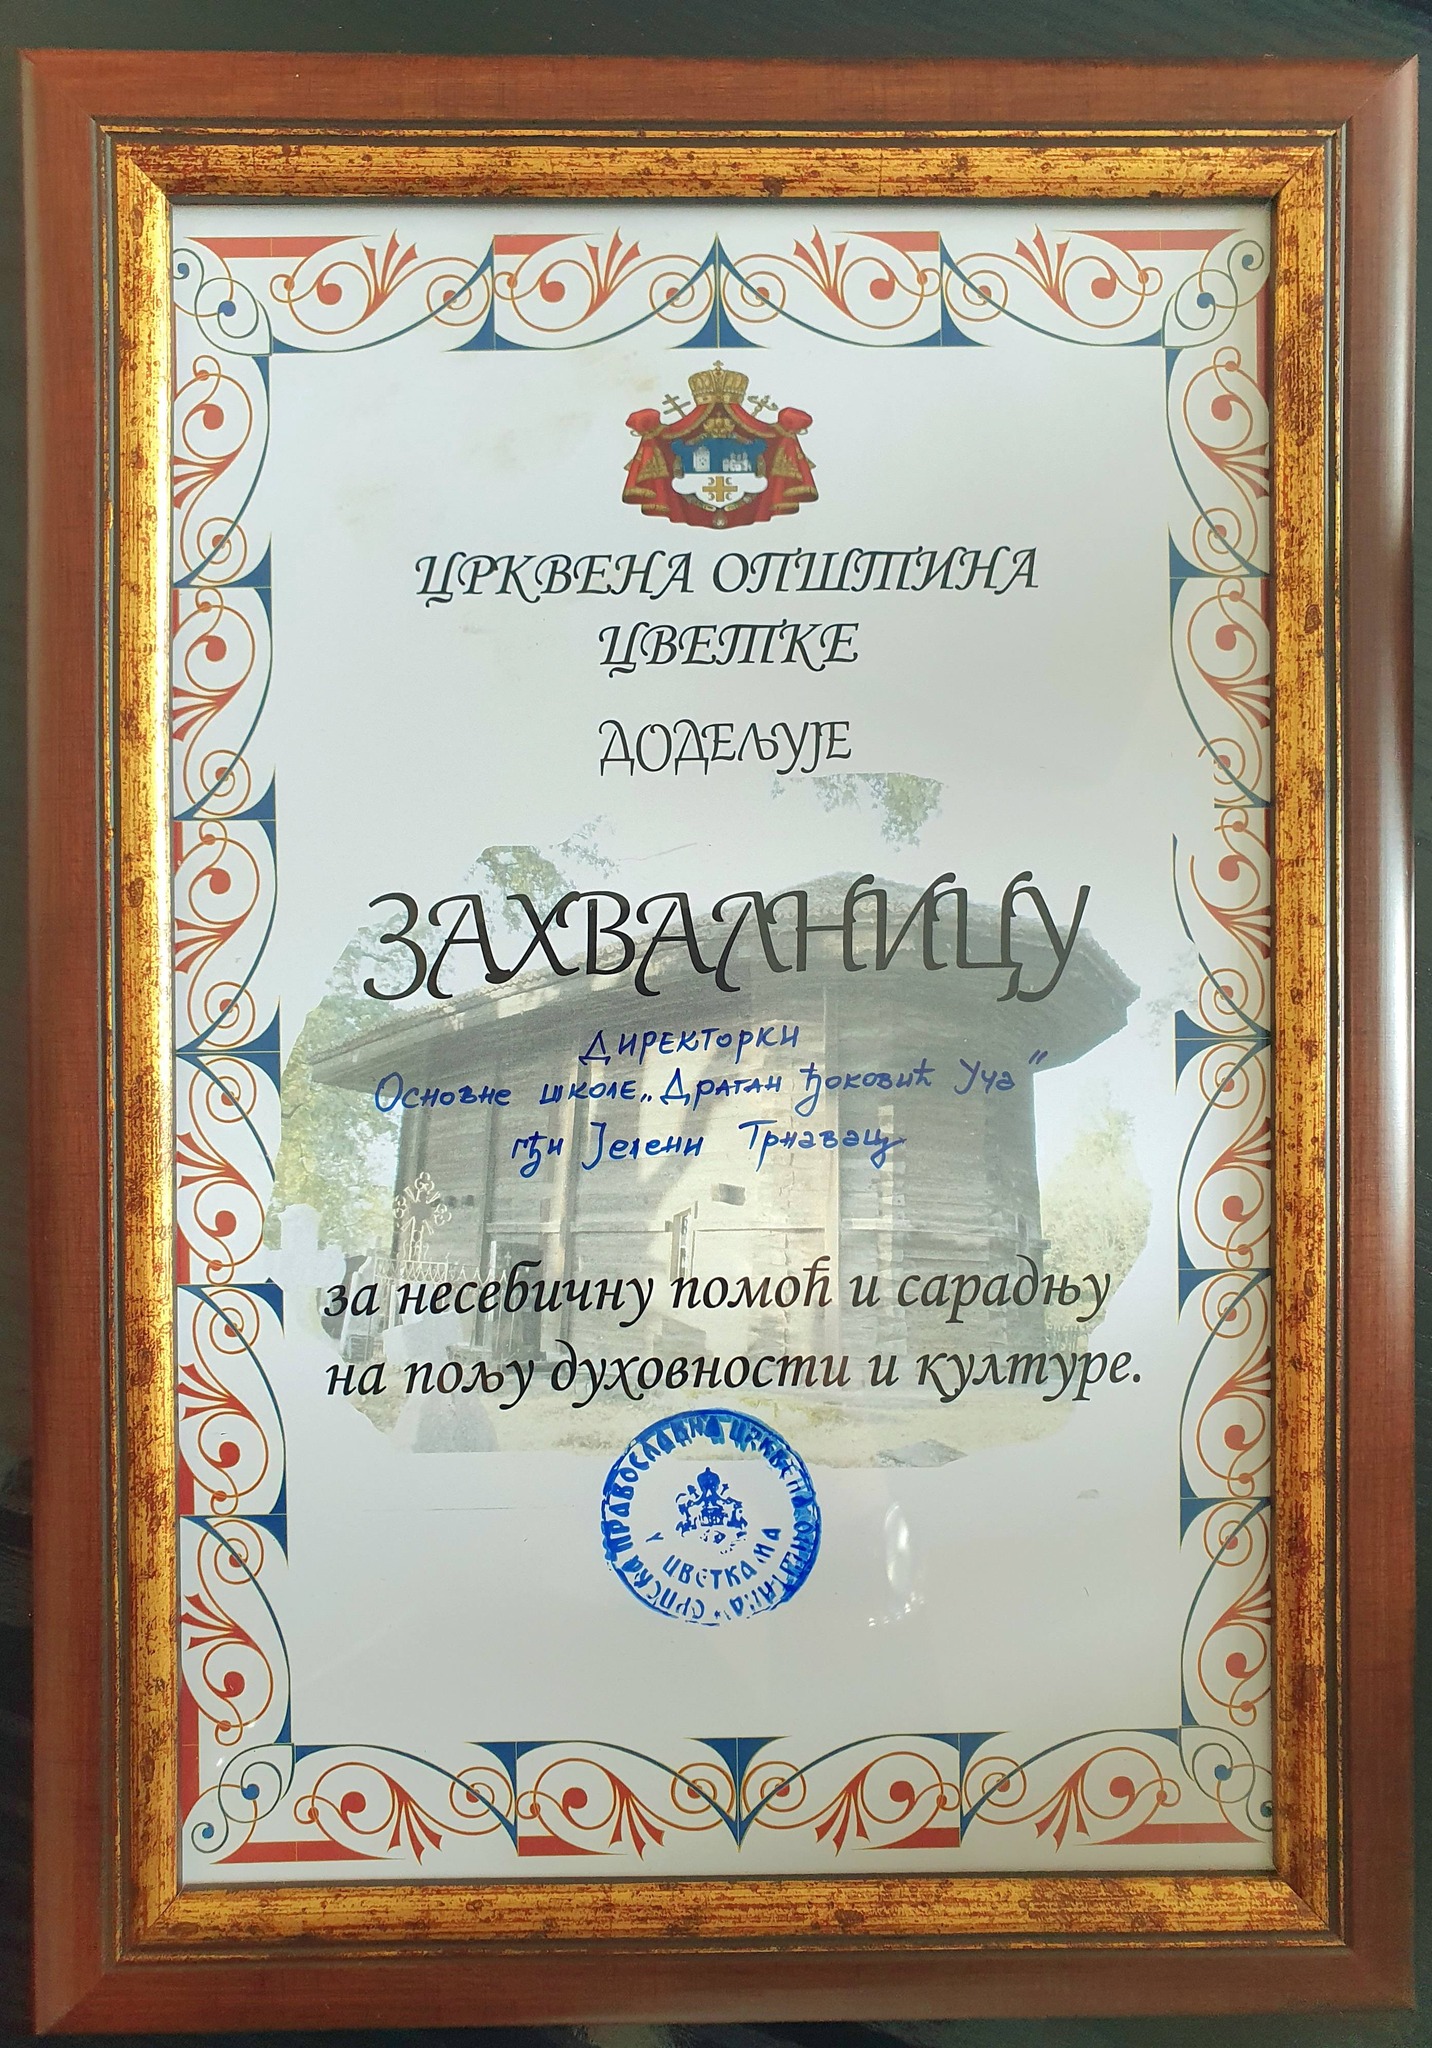 ЦРКВЕНА ОПШТИНА
ЦВЕТКЕ
ДОДЕЉУЈЕ
ЗАХВАЛНИЦУ
ДИРЕКТОРКИ
Основне школе „Драган Ђоковић Уча"
гђи Јелени Трнавац
за несебичну помоћ и сарадњу
на пољу духовности и културе.
СРПСКА ПРАВОСЛАВНА ЦРКВЕНА ОПШТИНА
У ЦВЕТКАМА